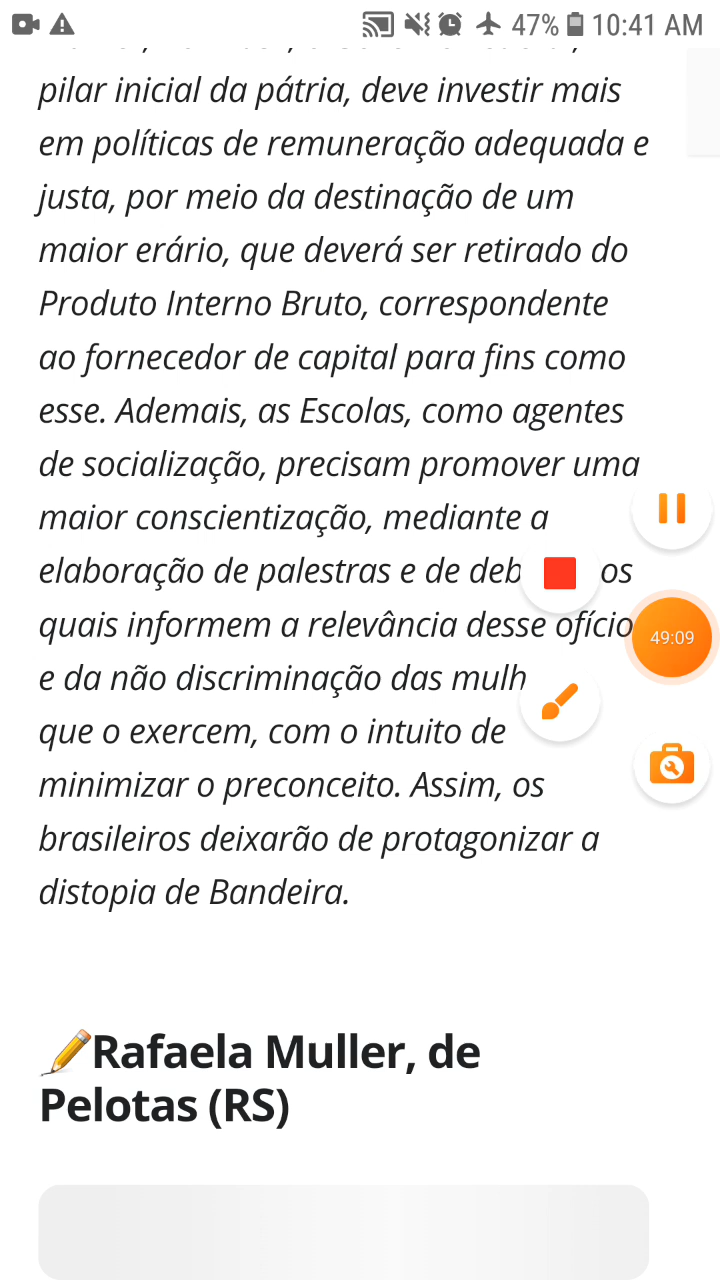 47% 10:41 AM
pilar inicial da pátria, deve investir mais
em políticas de remuneração adequada e
justa, por meio da destinação de um
maior erário, que deverá ser retirado do
Produto Interno Bruto, correspondente
ao fornecedor de capital para fins como
esse. Ademais, as Escolas, como agentes
de socialização, precisam promover uma
maior conscientização, mediante a
elaboração de palestras e de deb os
quais informem a relevância desse ofício
49:09
e da não discriminação das mulh
que o exercem, com o intuito de
minimizar o preconceito. Assim, os
brasileiros deixarão de protagonizar a
distopia de Bandeira.
✏️Rafaela Muller, de
Pelotas (RS)